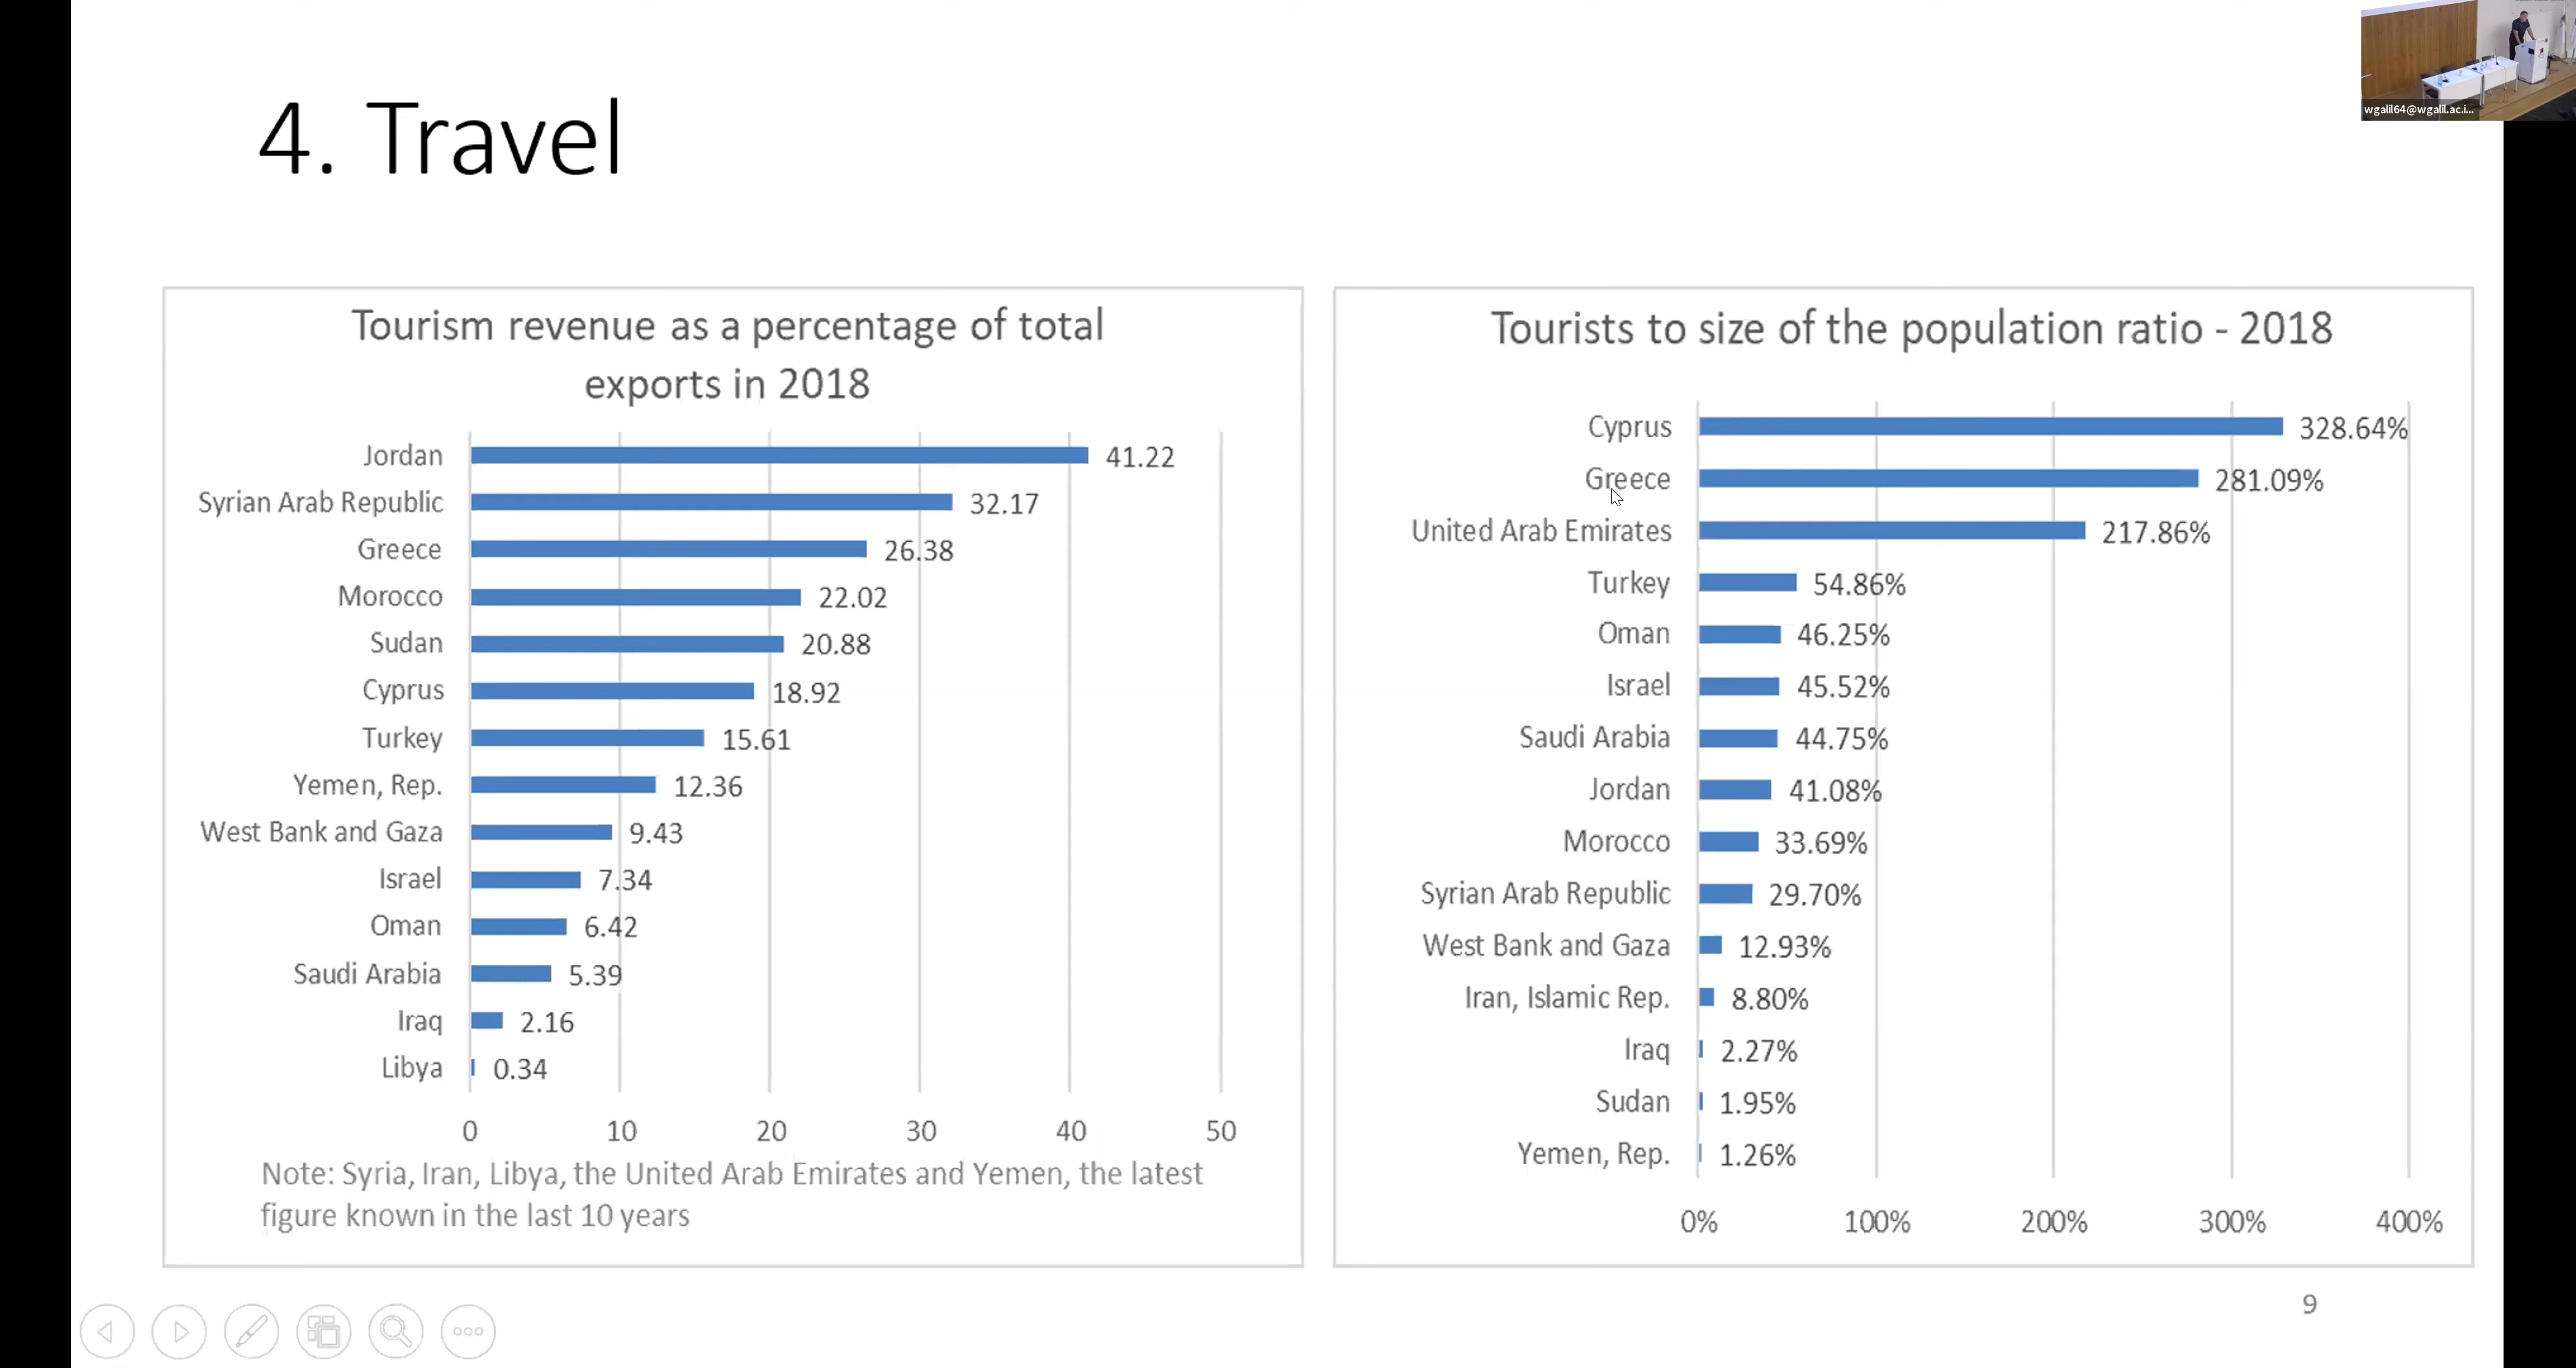 4. Travel
wgalil64@wgalil.ac.i...
Tourism revenue as a percentage of total
exports in 2018
Jordan 41.22
Syrian Arab Republic 32.17
Greece 26.38
Morocco 22.02
Sudan 20.88
Cyprus 18.92
Turkey 15.61
Yemen, Rep. 12.36
West Bank and Gaza 9.43
Israel 7.34
Oman 6.42
Saudi Arabia 5.39
Iraq 2.16
Libya 0.34
0 10 20 30 40 50
Note: Syria, Iran, Libya, the United Arab Emirates and Yemen, the latest
figure known in the last 10 years
Tourists to size of the population ratio - 2018
Cyprus 328.64%
Greece 281.09%
United Arab Emirates 217.86%
Turkey 54.86%
Oman 46.25%
Israel 45.52%
Saudi Arabia 44.75%
Jordan 41.08%
Morocco 33.69%
Syrian Arab Republic 29.70%
West Bank and Gaza 12.93%
Iran, Islamic Rep. 8.80%
Iraq 2.27%
Sudan 1.95%
Yemen, Rep. 1.26%
0% 100% 200% 300% 400%
9